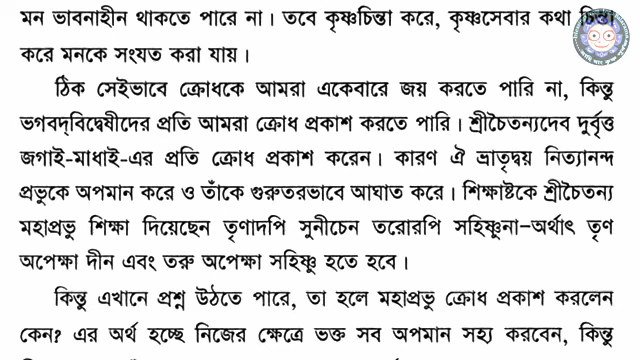 মন ভাবনাহীন থাকতে পারে না। তবে কৃষ্ণচিন্তা করে, কৃষ্ণসেবার কথা চিন্তা
করে মনকে সংযত করা যায়।
ঠিক সেইভাবে ক্রোধকে আমরা একেবারে জয় করতে পারি না, কিন্তু
ভগবদ্‌বিদ্বেষীদের প্রতি আমরা ক্রোধ প্রকাশ করতে পারি। শ্রীচৈতন্যদেব দুর্বৃত্ত
জগাই-মাধাই-এর প্রতি ক্রোধ প্রকাশ করেন। কারণ ঐ ভ্রাতৃদ্বয় নিত্যানন্দ
প্রভুকে অপমান করে ও তাঁকে গুরুতরভাবে আঘাত করে। শিক্ষাষ্টকে শ্রীচৈতন্য
মহাপ্রভু শিক্ষা দিয়েছেন তৃণাদপি সুনীচেন তরোরপি সহিষ্ণুনা–অর্থাৎ তৃণ
অপেক্ষা দীন এবং তরু অপেক্ষা সহিষ্ণু হতে হবে।
কিন্তু এখানে প্রশ্ন উঠতে পারে, তা হলে মহাপ্রভু ক্রোধ প্রকাশ করলেন
কেন? এর অর্থ হচ্ছে নিজের ক্ষেত্রে ভক্ত সব অপমান সহ্য করবেন, কিন্তু